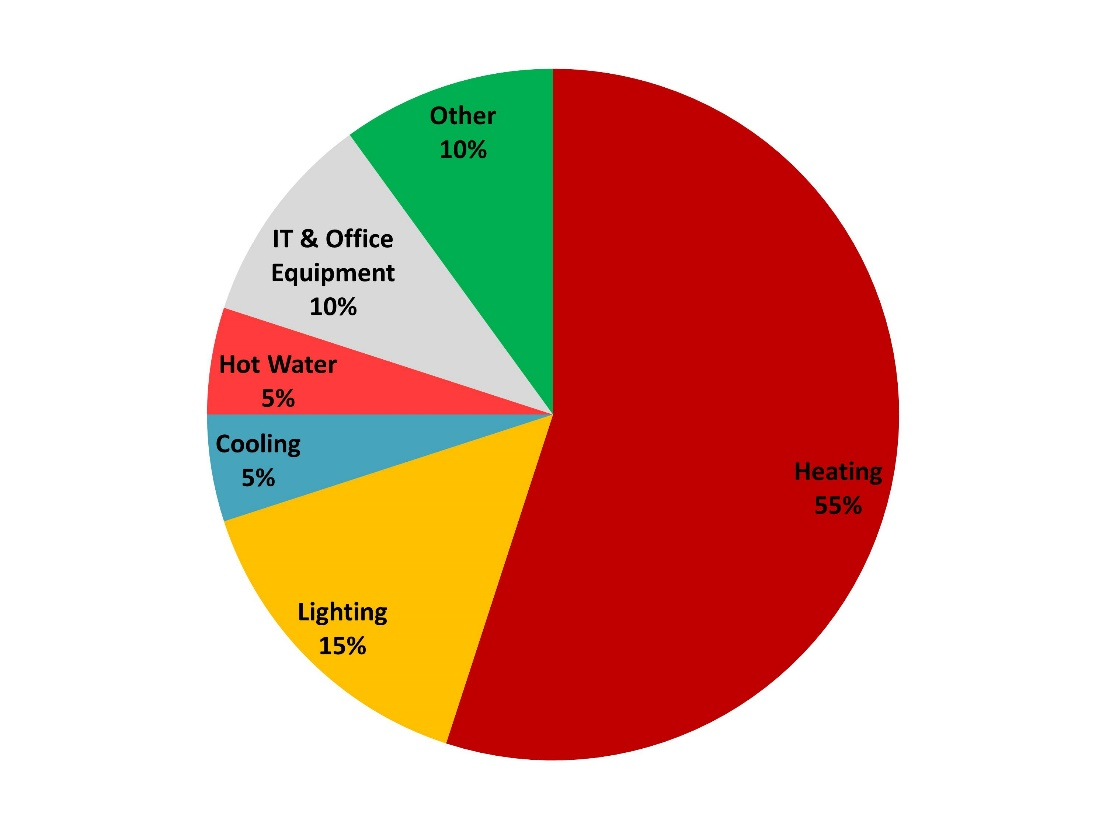 Other
10%
IT & Office
Equipment
10%
Hot Water
5%
Cooling
5%
Heating
55%
Lighting
15%